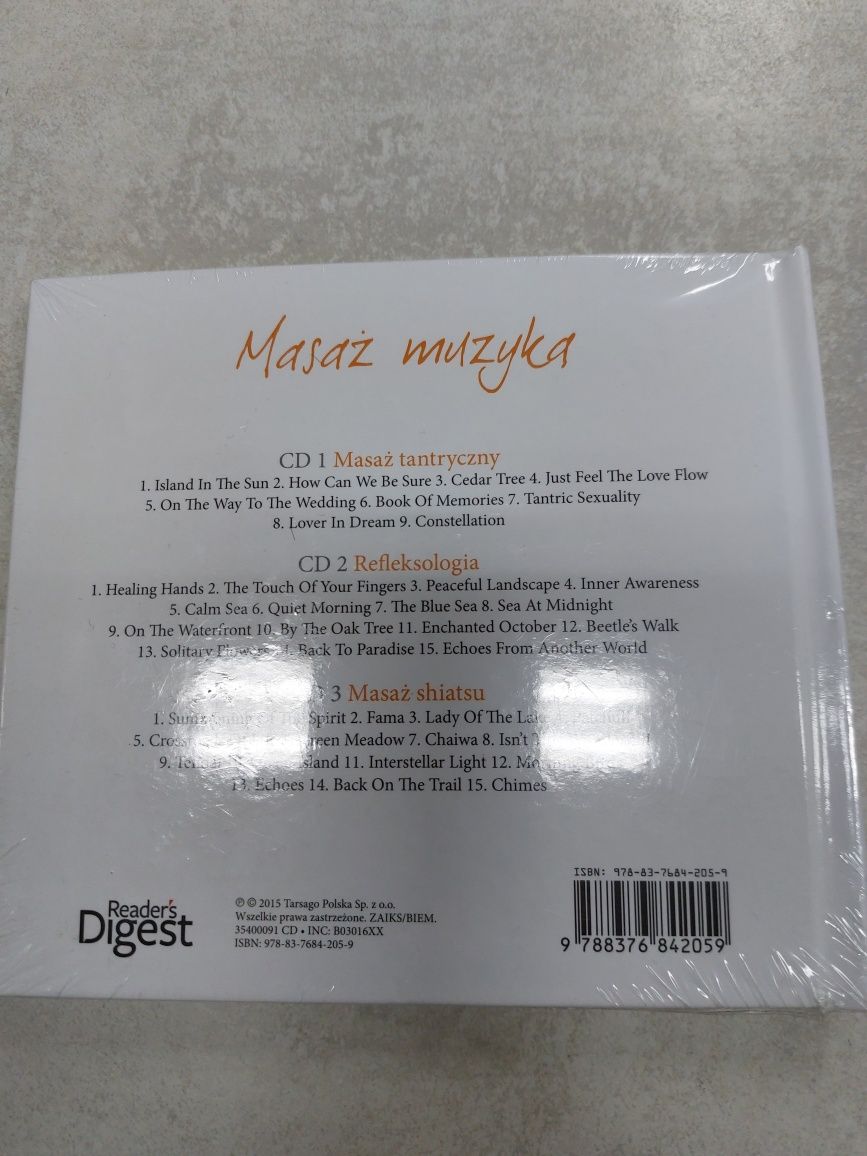 Masaż muzyka
CD 1 Masaż tantryczny
1. Island In The Sun 2. How Can We Be Sure 3. Cedar Tree 4. Just Feel The Love Flow
5. On The Way To The Wedding 6. Book Of Memories 7. Tantric Sexuality
8. Lover In Dream 9. Constellation
CD 2 Refleksologia
1. Healing Hands 2. The Touch Of Your Fingers 3. Peaceful Landscape 4. Inner Awareness
5. Calm Sea 6. Quiet Morning 7. The Blue Sea 8. Sea At Midnight
9. On The Waterfront 10. By The Oak Tree 11. Enchanted October 12. Beetle's Walk
13. Solitary Flowers 14. Back To Paradise 15. Echoes From Another World
3 Masaż shiatsu
1. Spirit 2. Fama 3. Lady Of The
5. Green Meadow 7. Chaiwa 8. Isn't
9. Island 11. Interstellar Light 12.
13. Echoes 14. Back On The Trail 15. Chimes
Reader's Digest
℗ © 2015 Tarsago Polska Sp. z o.o.
Wszelkie prawa zastrzeżone. ZAIKS/BIEM.
35400091 CD • INC: B03016XX
ISBN: 978-83-7684-205-9
ISBN: 978-83-7684-205-9
9 788376 842059